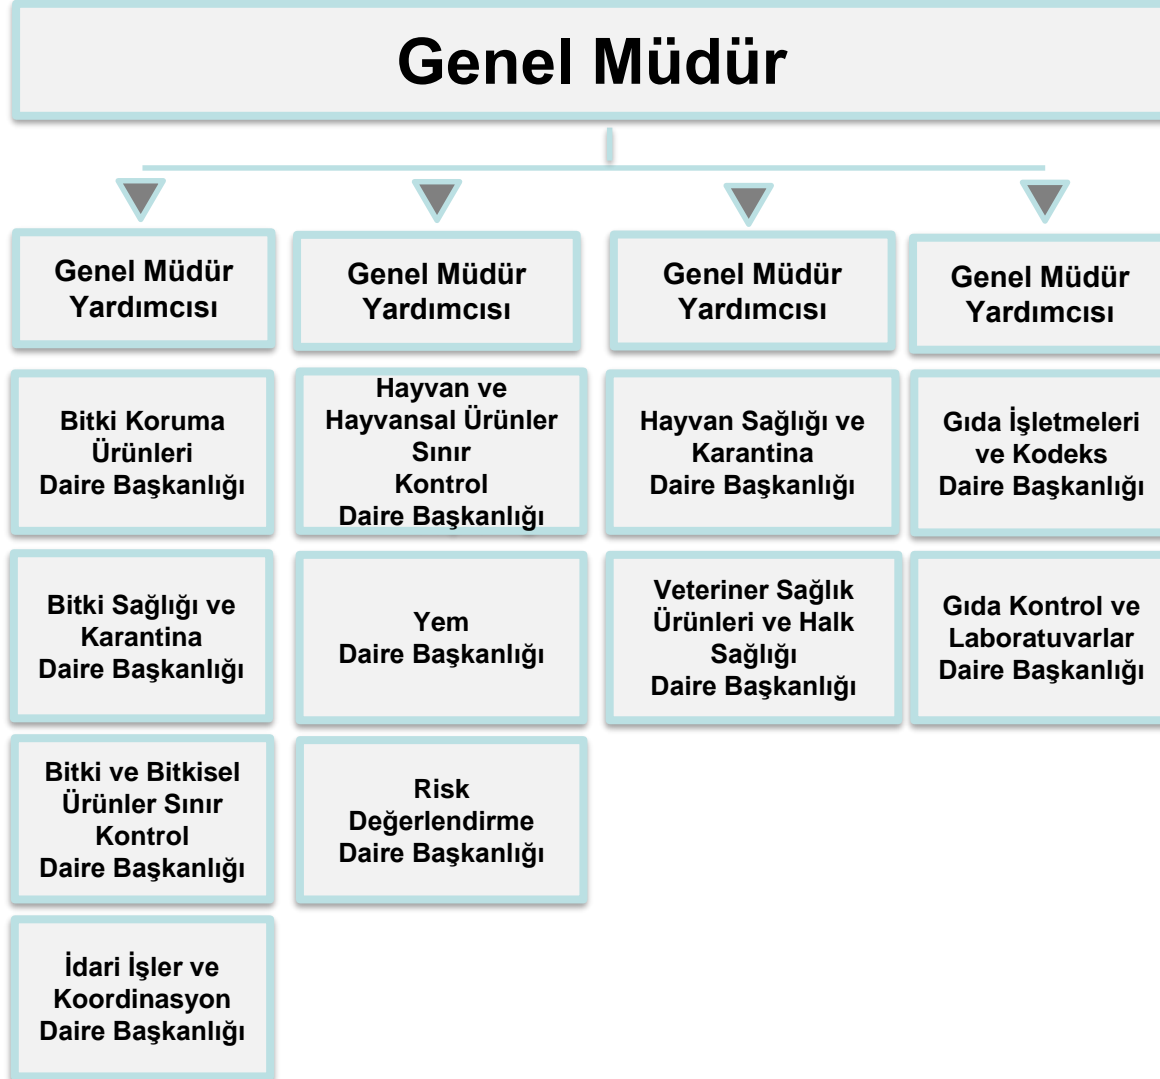 Genel Müdür
Genel Müdür
Yardımcısı
Bitki Koruma
Ürünleri
Daire Başkanlığı
Bitki Sağlığı ve
Karantina
Daire Başkanlığı
Bitki ve Bitkisel
Ürünler Sınır
Kontrol
Daire Başkanlığı
İdari İşler ve
Koordinasyon
Daire Başkanlığı
Genel Müdür
Yardımcısı
Hayvan ve
Hayvansal Ürünler
Sınır
Kontrol
Daire Başkanlığı
Yem
Daire Başkanlığı
Risk
Değerlendirme
Daire Başkanlığı
Genel Müdür
Yardımcısı
Hayvan Sağlığı ve
Karantina
Daire Başkanlığı
Veteriner Sağlık
Ürünleri ve Halk
Sağlığı
Daire Başkanlığı
Genel Müdür
Yardımcısı
Gıda İşletmeleri
ve Kodeks
Daire Başkanlığı
Gıda Kontrol ve
Laboratuvarlar
Daire Başkanlığı